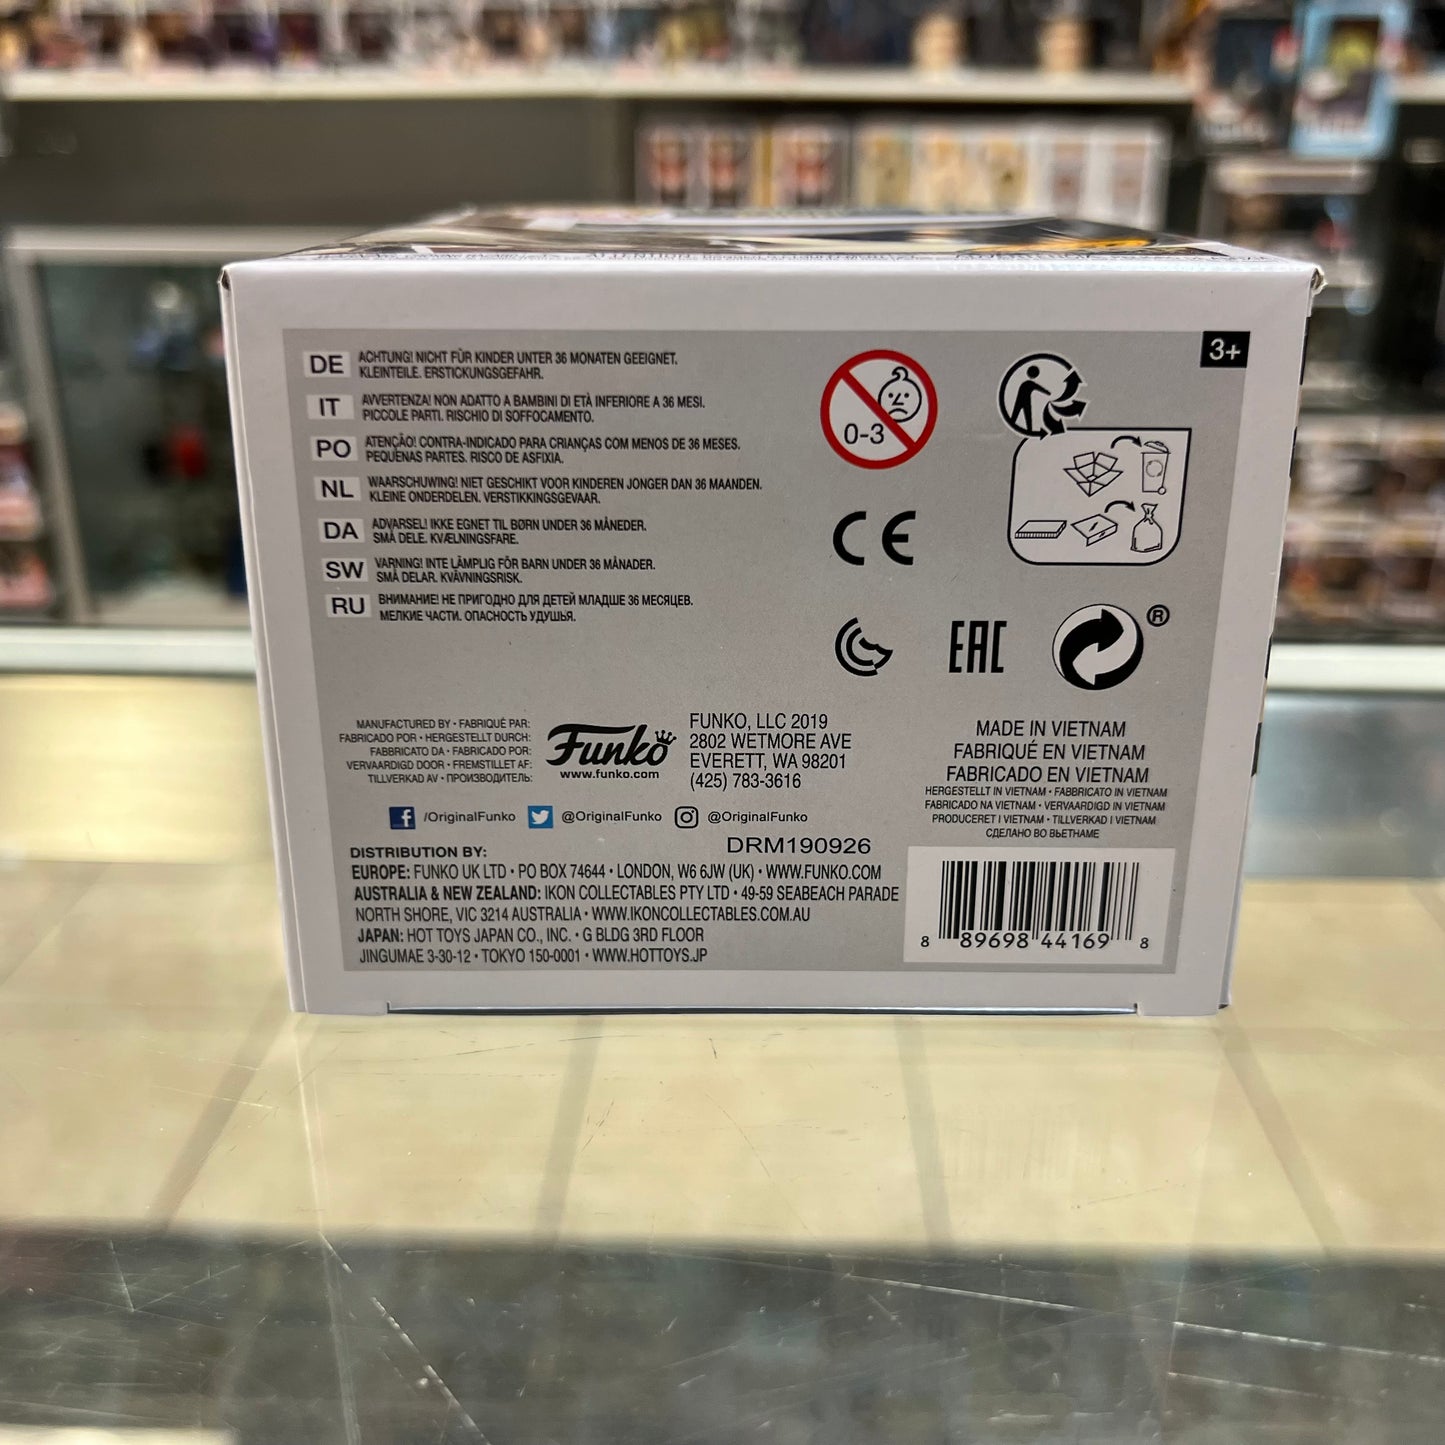 3+
DE ACHTUNG! NICHT FÜR KINDER UNTER 36 MONATEN GEEIGNET.
KLEINTEILE. ERSTICKUNGSGEFAHR.
IT AVVERTENZA! NON ADATTO A BAMBINI DI ETÀ INFERIORE A 36 MESI.
PICCOLE PARTI. RISCHIO DI SOFFOCAMENTO.
PO ATENÇÃO! CONTRA-INDICADO PARA CRIANÇAS COM MENOS DE 36 MESES.
PEQUENAS PARTES. RISCO DE ASFIXIA.
NL WAARSCHUWING! NIET GESCHIKT VOOR KINDEREN JONGER DAN 36 MAANDEN.
KLEINE ONDERDELEN. VERSTIKKINGSGEVAAR.
DA ADVARSEL! IKKE EGNET TIL BØRN UNDER 36 MÅNEDER.
SMÅ DELE. KVÆLNINGSFARE.
SW VARNING! INTE LÄMPLIG FÖR BARN UNDER 36 MÅNADER.
SMÅ DELAR. KVÄVNINGSRISK.
RU ВНИМАНИЕ! НЕ ПРИГОДНО ДЛЯ ДЕТЕЙ МЛАДШЕ 36 МЕСЯЦЕВ.
МЕЛКИЕ ЧАСТИ. ОПАСНОСТЬ УДУШЬЯ.
0-3
CE
EAC
®
MANUFACTURED BY • FABRIQUÉ PAR:
FABRICADO POR • HERGESTELLT DURCH:
FABBRICATO DA • FABRICADO POR:
VERVAARDIGD DOOR • FREMSTILLET AF:
TILLVERKAD AV • ПРОИЗВОДИТЕЛЬ:
Funko
www.funko.com
FUNKO, LLC 2019
2802 WETMORE AVE
EVERETT, WA 98201
(425) 783-3616
/OriginalFunko @OriginalFunko @OriginalFunko
DRM190926
MADE IN VIETNAM
FABRIQUÉ EN VIETNAM
FABRICADO EN VIETNAM
HERGESTELLT IN VIETNAM • FABBRICATO IN VIETNAM
FABRICADO NA VIETNAM • VERVAARDIGD IN VIETNAM
PRODUCERET I VIETNAM • TILLVERKAD I VIETNAM
СДЕЛАНО ВО ВЬЕТНАМЕ
DISTRIBUTION BY:
EUROPE: FUNKO UK LTD • PO BOX 74644 • LONDON, W6 6JW (UK) • WWW.FUNKO.COM
AUSTRALIA & NEW ZEALAND: IKON COLLECTABLES PTY LTD • 49-59 SEABEACH PARADE
NORTH SHORE, VIC 3214 AUSTRALIA • WWW.IKONCOLLECTABLES.COM.AU
JAPAN: HOT TOYS JAPAN CO., INC. • G BLDG 3RD FLOOR
JINGUMAE 3-30-12 • TOKYO 150-0001 • WWW.HOTTOYS.JP
8 89698 44169 8